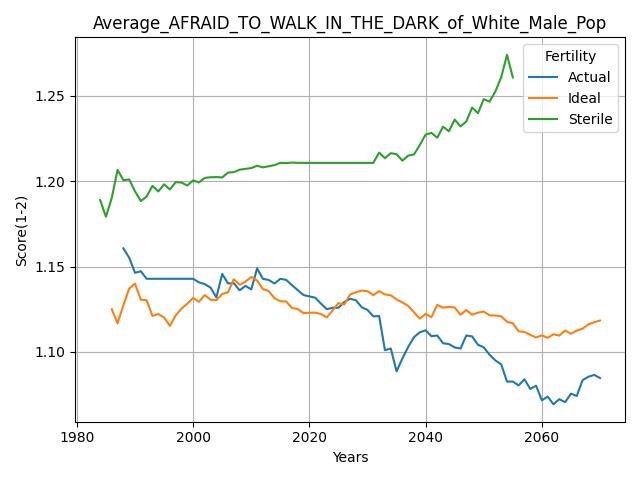 Average_AFRAID_TO_WALK_IN_THE_DARK_of_White_Male_Pop
Fertility
Actual
Ideal
Sterile
Score(1-2)
1.25
1.20
1.15
1.10
1980
2000
2020
2040
2060
Years